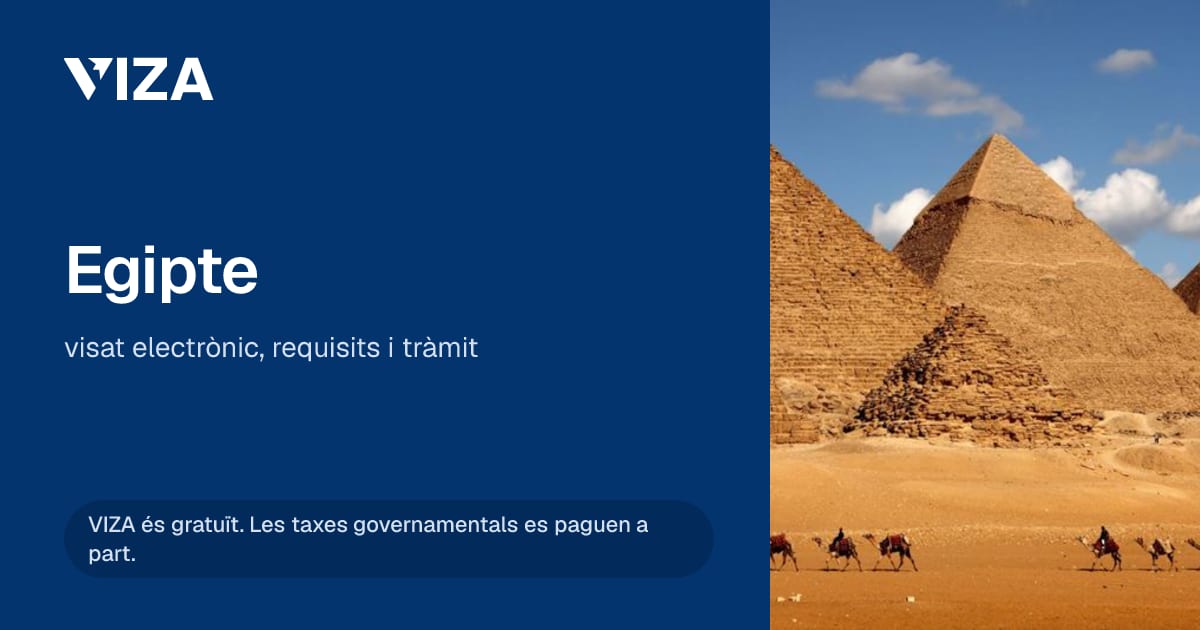 VIZA
Egipte
visat electrònic, requisits i tràmit
VIZA és gratuït. Les taxes governamentals es paguen a
part.